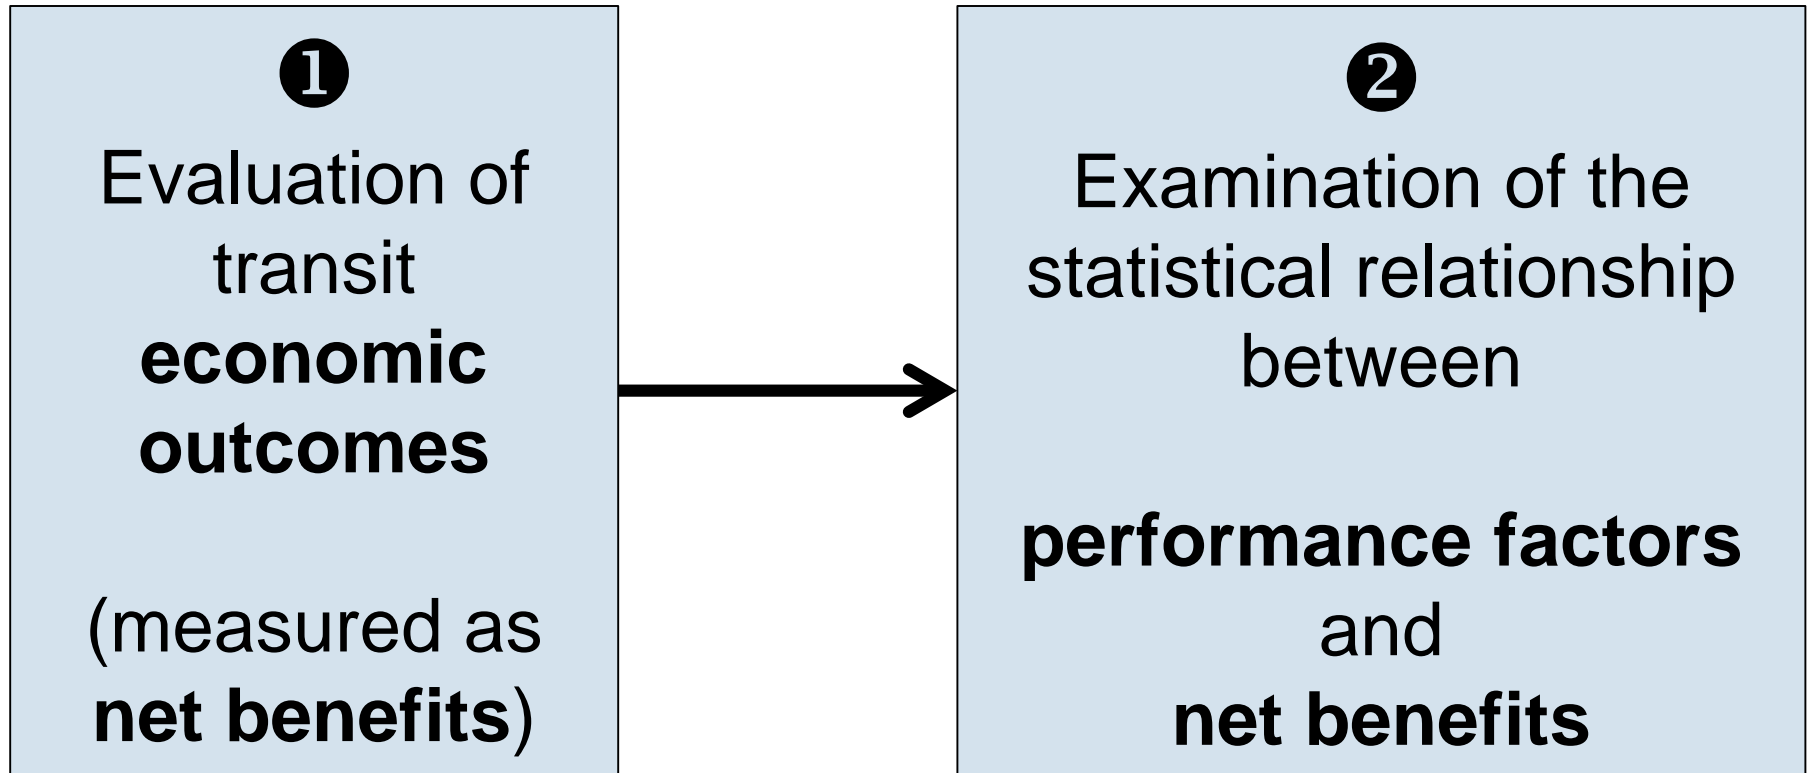 ❶
Evaluation of
transit
economic
outcomes
(measured as
net benefits)
❷
Examination of the
statistical relationship
between
performance factors
and
net benefits